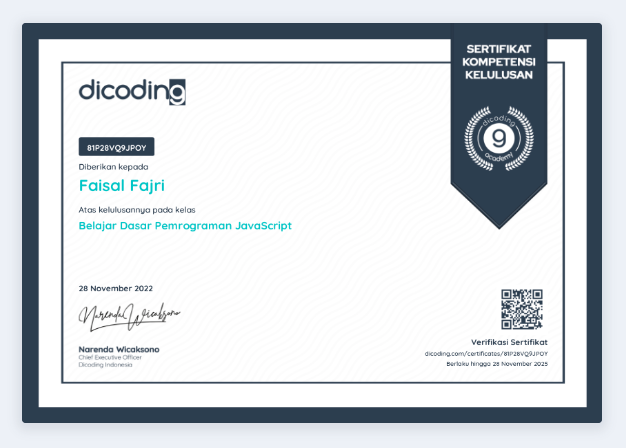 SERTIFIKAT
KOMPETENSI
KELULUSAN
dicoding
dicoding
academy
81P28VQ9JPOY
Diberikan kepada
Faisal Fajri
Atas kelulusannya pada kelas
Belajar Dasar Pemrograman JavaScript
28 November 2022
Narenda Wicaksono
Narenda Wicaksono
Chief Executive Officer
Dicoding Indonesia
Verifikasi Sertifikat
dicoding.com/certificates/81P28VQ9JPOY
Berlaku hingga 28 November 2025